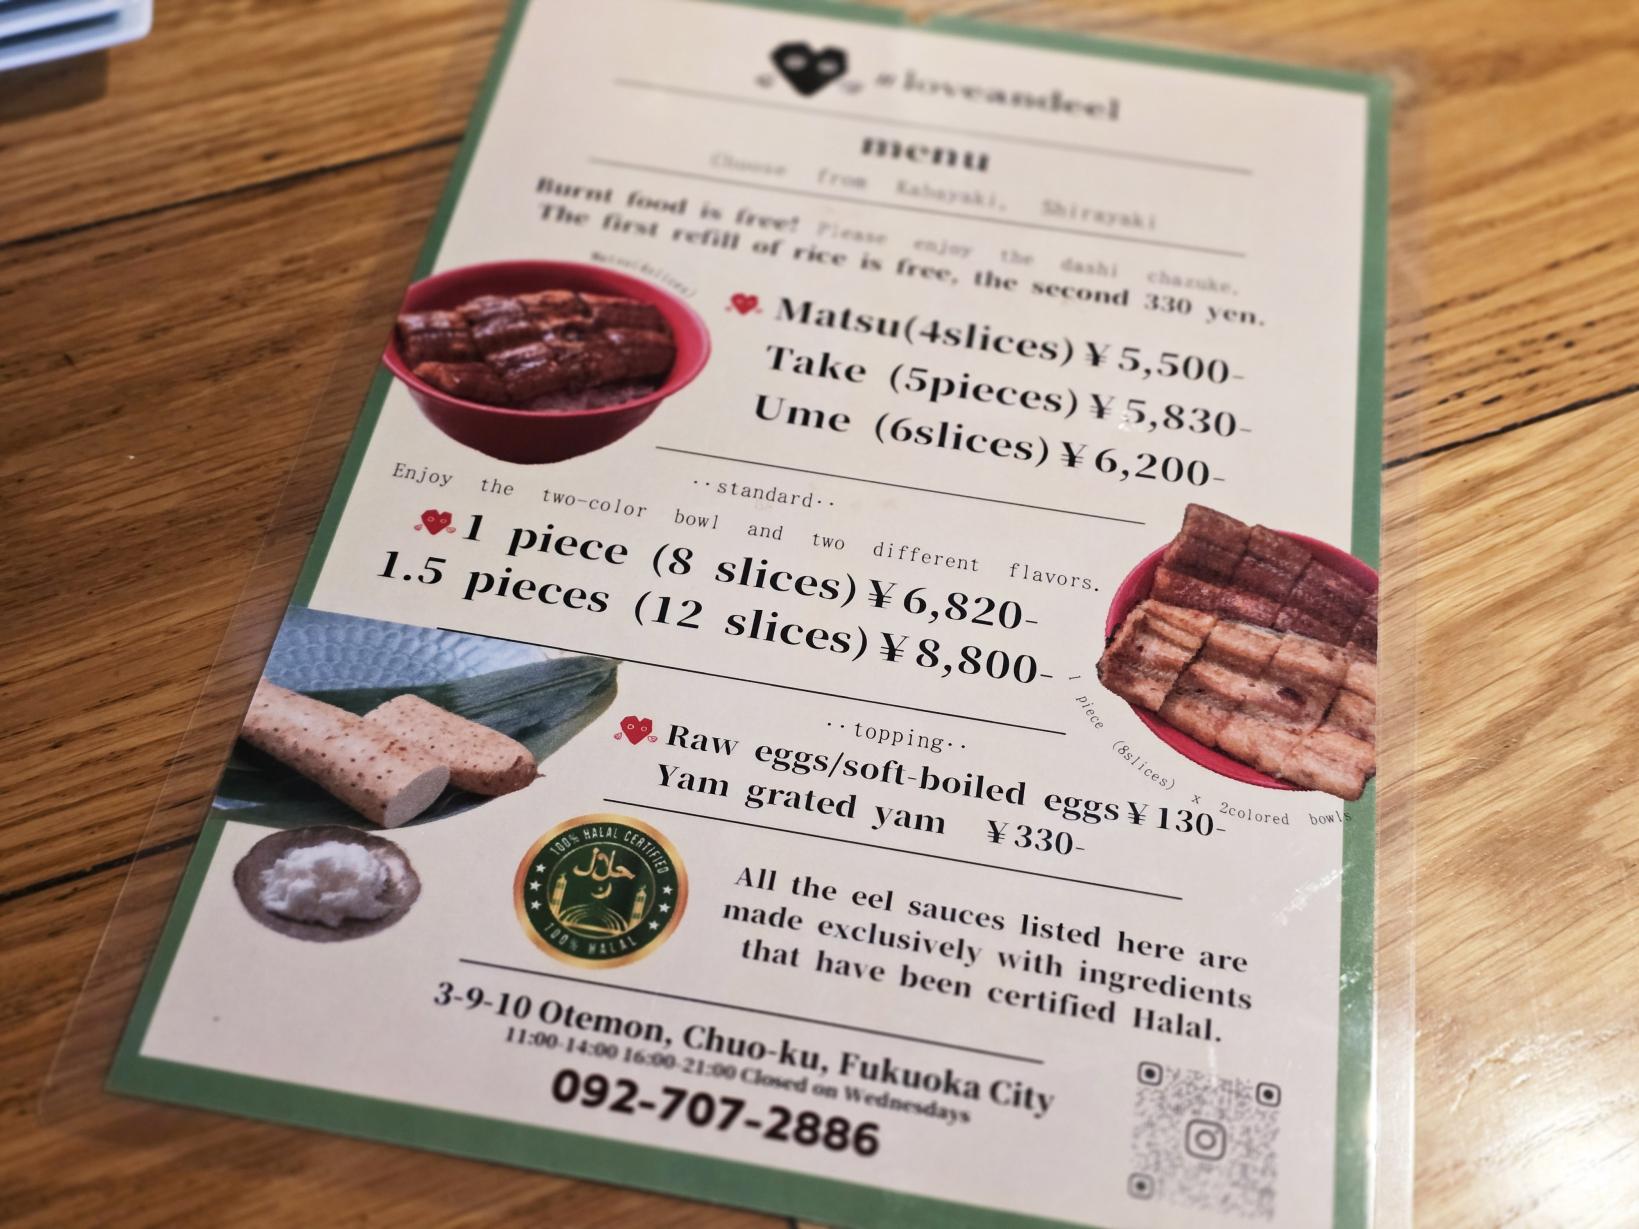 #loveandeel
menu
Choose from Kabayaki, Shirayaki
Burnt food is free! Please enjoy the dashi chazuke.
The first refill of rice is free, the second 330 yen.
Matsu(4slices)
Matsu(4slices)¥5,500-
Take (5pieces)¥5,830-
Ume (6slices)¥6,200-
··standard··
Enjoy the two-color bowl and two different flavors.
1 piece (8 slices)¥6,820-
1.5 pieces (12 slices)¥8,800-
1 piece (8slices) x 2colored bowls
··topping··
Raw eggs/soft-boiled eggs¥130-
Yam grated yam ¥330-
100% HALAL CERTIFIED
حلال
100% HALAL
All the eel sauces listed here are
made exclusively with ingredients
that have been certified Halal.
3-9-10 Otemon, Chuo-ku, Fukuoka City
11:00-14:00 16:00-21:00 Closed on Wednesdays
092-707-2886